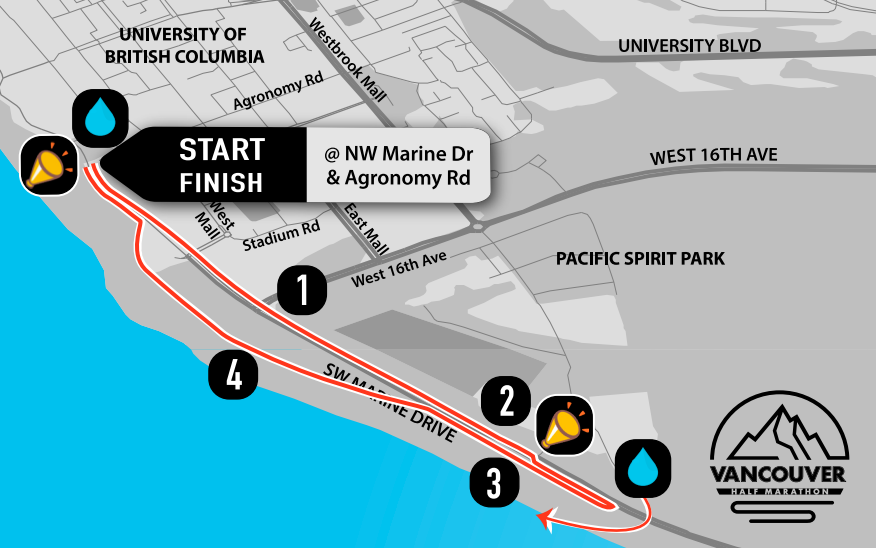 UNIVERSITY OF
BRITISH COLUMBIA
Westbrook Mall
UNIVERSITY BLVD
Agronomy Rd
START
FINISH
@ NW Marine Dr
& Agronomy Rd
WEST 16TH AVE
West
Mall
Stadium Rd
East Mall
West 16th Ave
PACIFIC SPIRIT PARK
1
4
SW MARINE DRIVE
2
3
VANCOUVER
HALF MARATHON